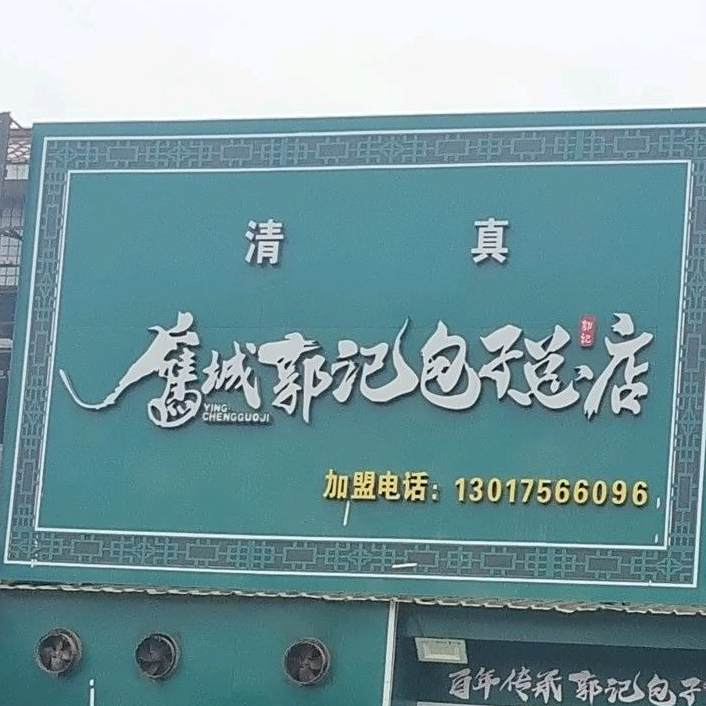 清真
鷹城郭记包子总店
郭记
YING
CHENGGUOJI
加盟电话：13017566096
百年传承 郭记包子